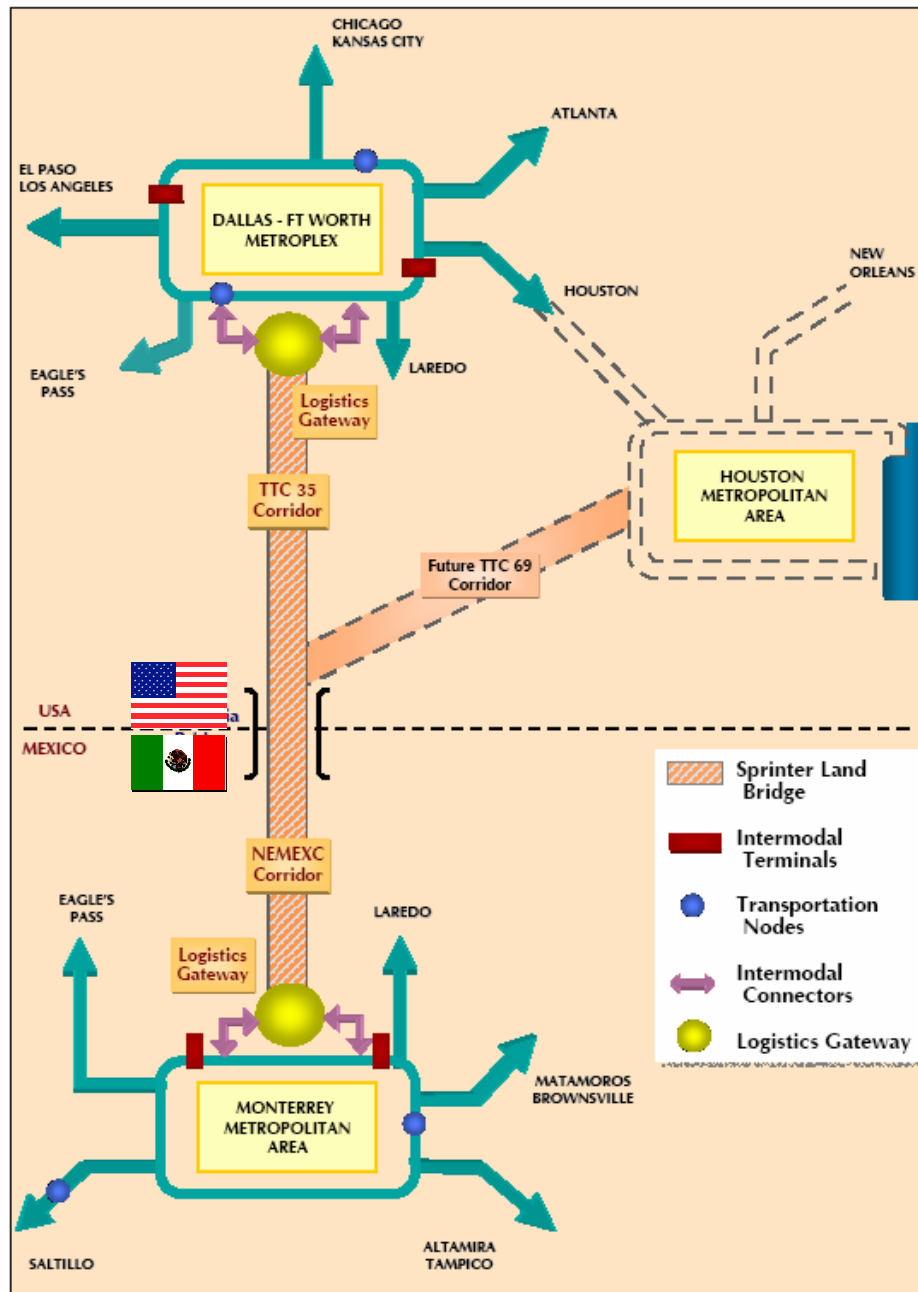 CHICAGO
KANSAS CITY
ATLANTA
EL PASO
LOS ANGELES
DALLAS - FT WORTH
METROPLEX
NEW
ORLEANS
HOUSTON
EAGLE'S
PASS
LAREDO
Logistics
Gateway
HOUSTON
METROPOLITAN
AREA
TTC 35
Corridor
Future TTC 69
Corridor
USA
MEXICO
Sprinter Land
Bridge
Intermodal
Terminals
Transportation
Nodes
Intermodal
Connectors
Logistics Gateway
NEMEXC
Corridor
EAGLE'S
PASS
LAREDO
Logistics
Gateway
MATAMOROS
BROWNSVILLE
MONTERREY
METROPOLITAN
AREA
SALTILLO
ALTAMIRA
TAMPICO